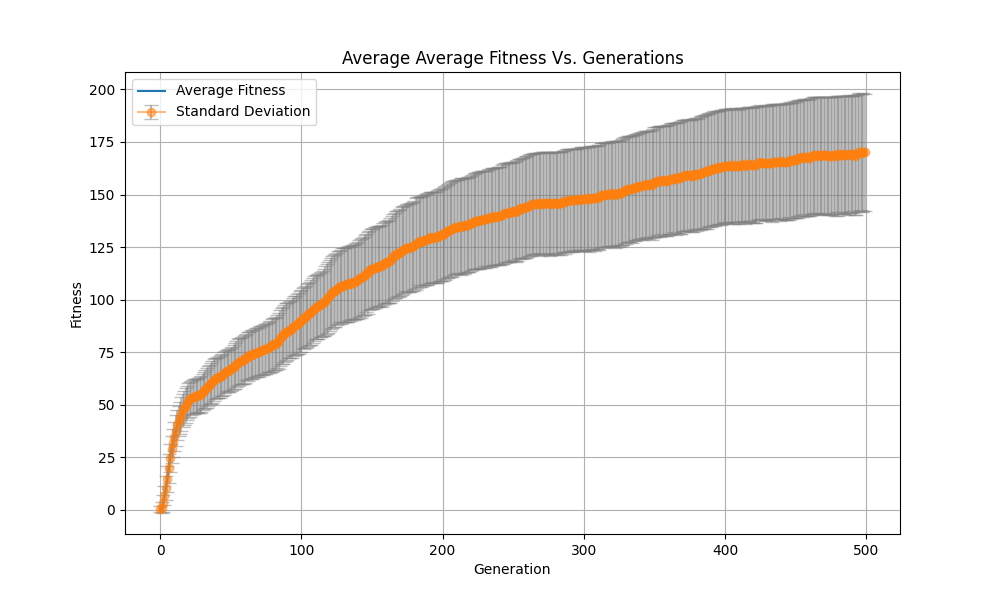 Average Average Fitness Vs. Generations
Average Fitness
Standard Deviation
200
175
150
125
100
75
50
25
0
Fitness
0 100 200 300 400 500
Generation